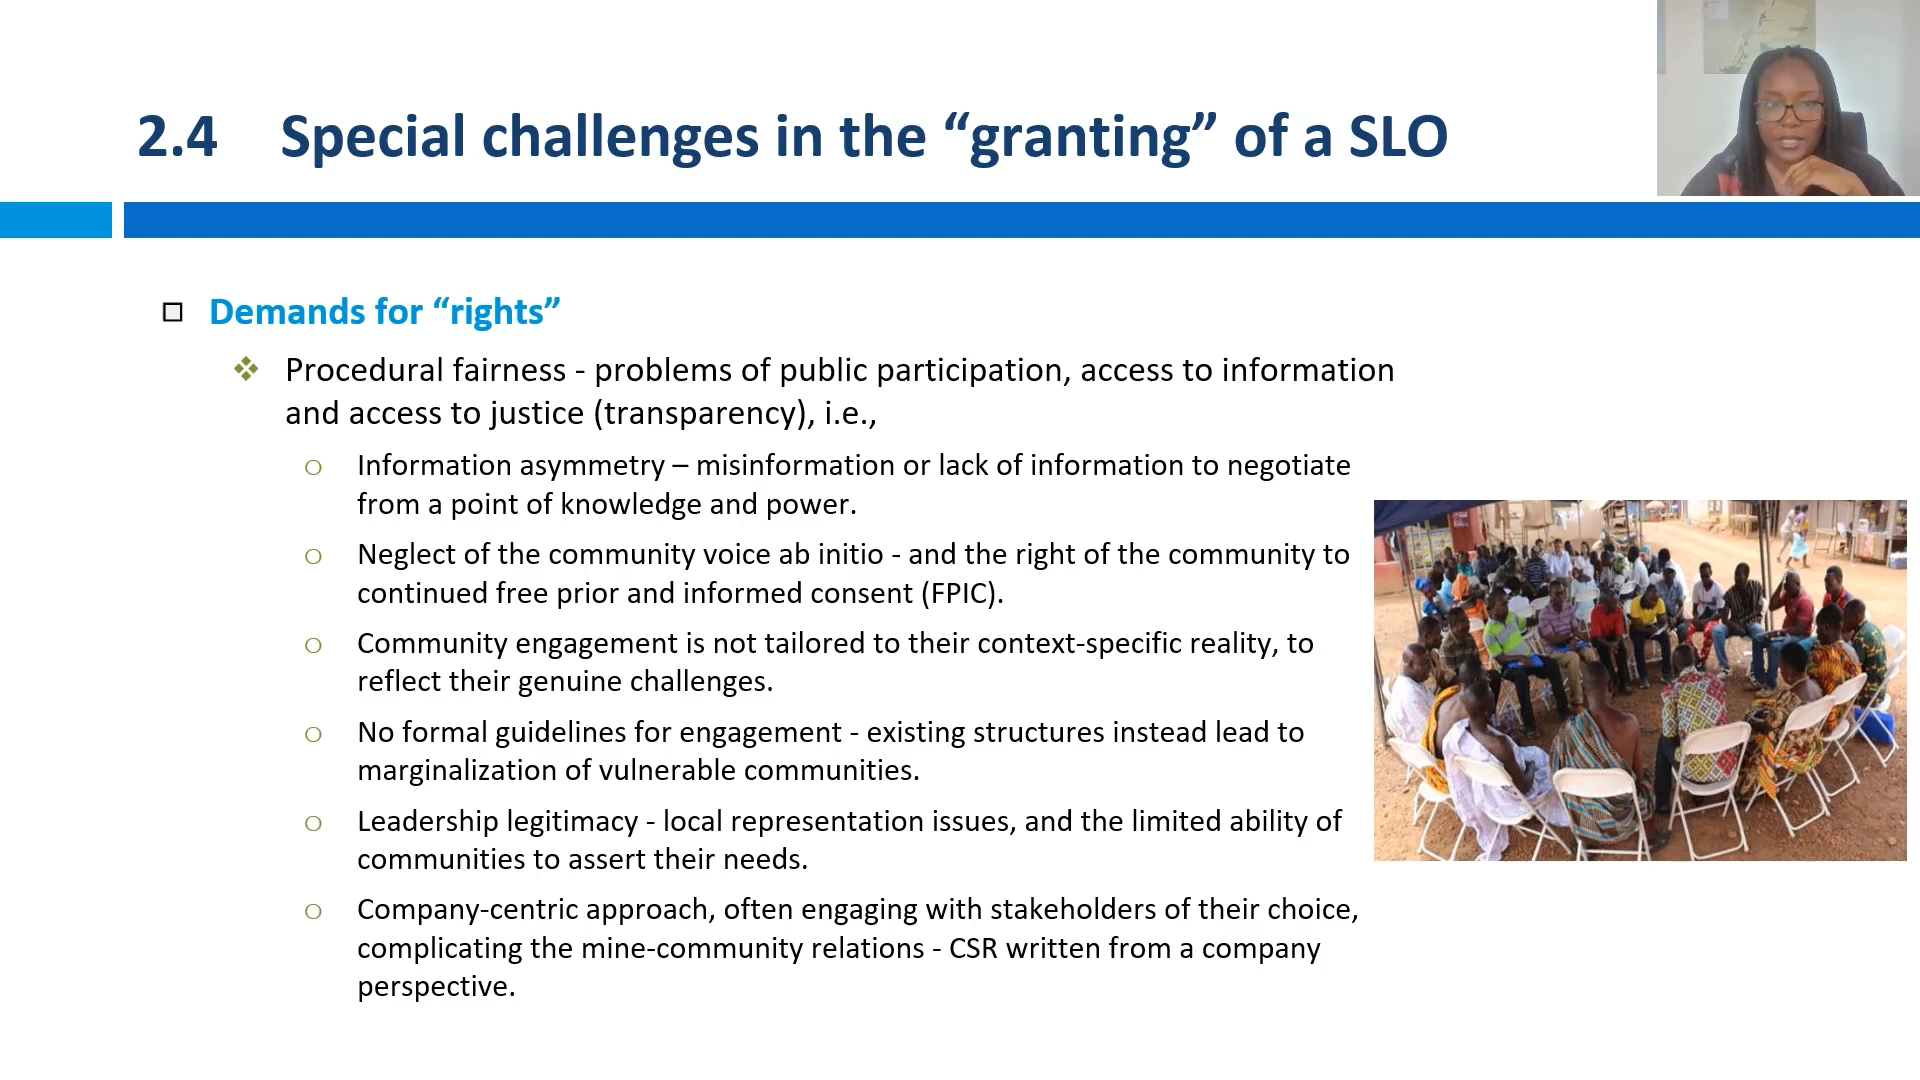 2.4 Special challenges in the “granting” of a SLO
Demands for “rights”
Procedural fairness - problems of public participation, access to information
and access to justice (transparency), i.e.,
Information asymmetry – misinformation or lack of information to negotiate
from a point of knowledge and power.
Neglect of the community voice ab initio - and the right of the community to
continued free prior and informed consent (FPIC).
Community engagement is not tailored to their context-specific reality, to
reflect their genuine challenges.
No formal guidelines for engagement - existing structures instead lead to
marginalization of vulnerable communities.
Leadership legitimacy - local representation issues, and the limited ability of
communities to assert their needs.
Company-centric approach, often engaging with stakeholders of their choice,
complicating the mine-community relations - CSR written from a company
perspective.